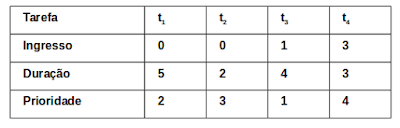 Tarefa t₁ t₂ t₃ t₄
Ingresso 0 0 1 3
Duração 5 2 4 3
Prioridade 2 3 1 4